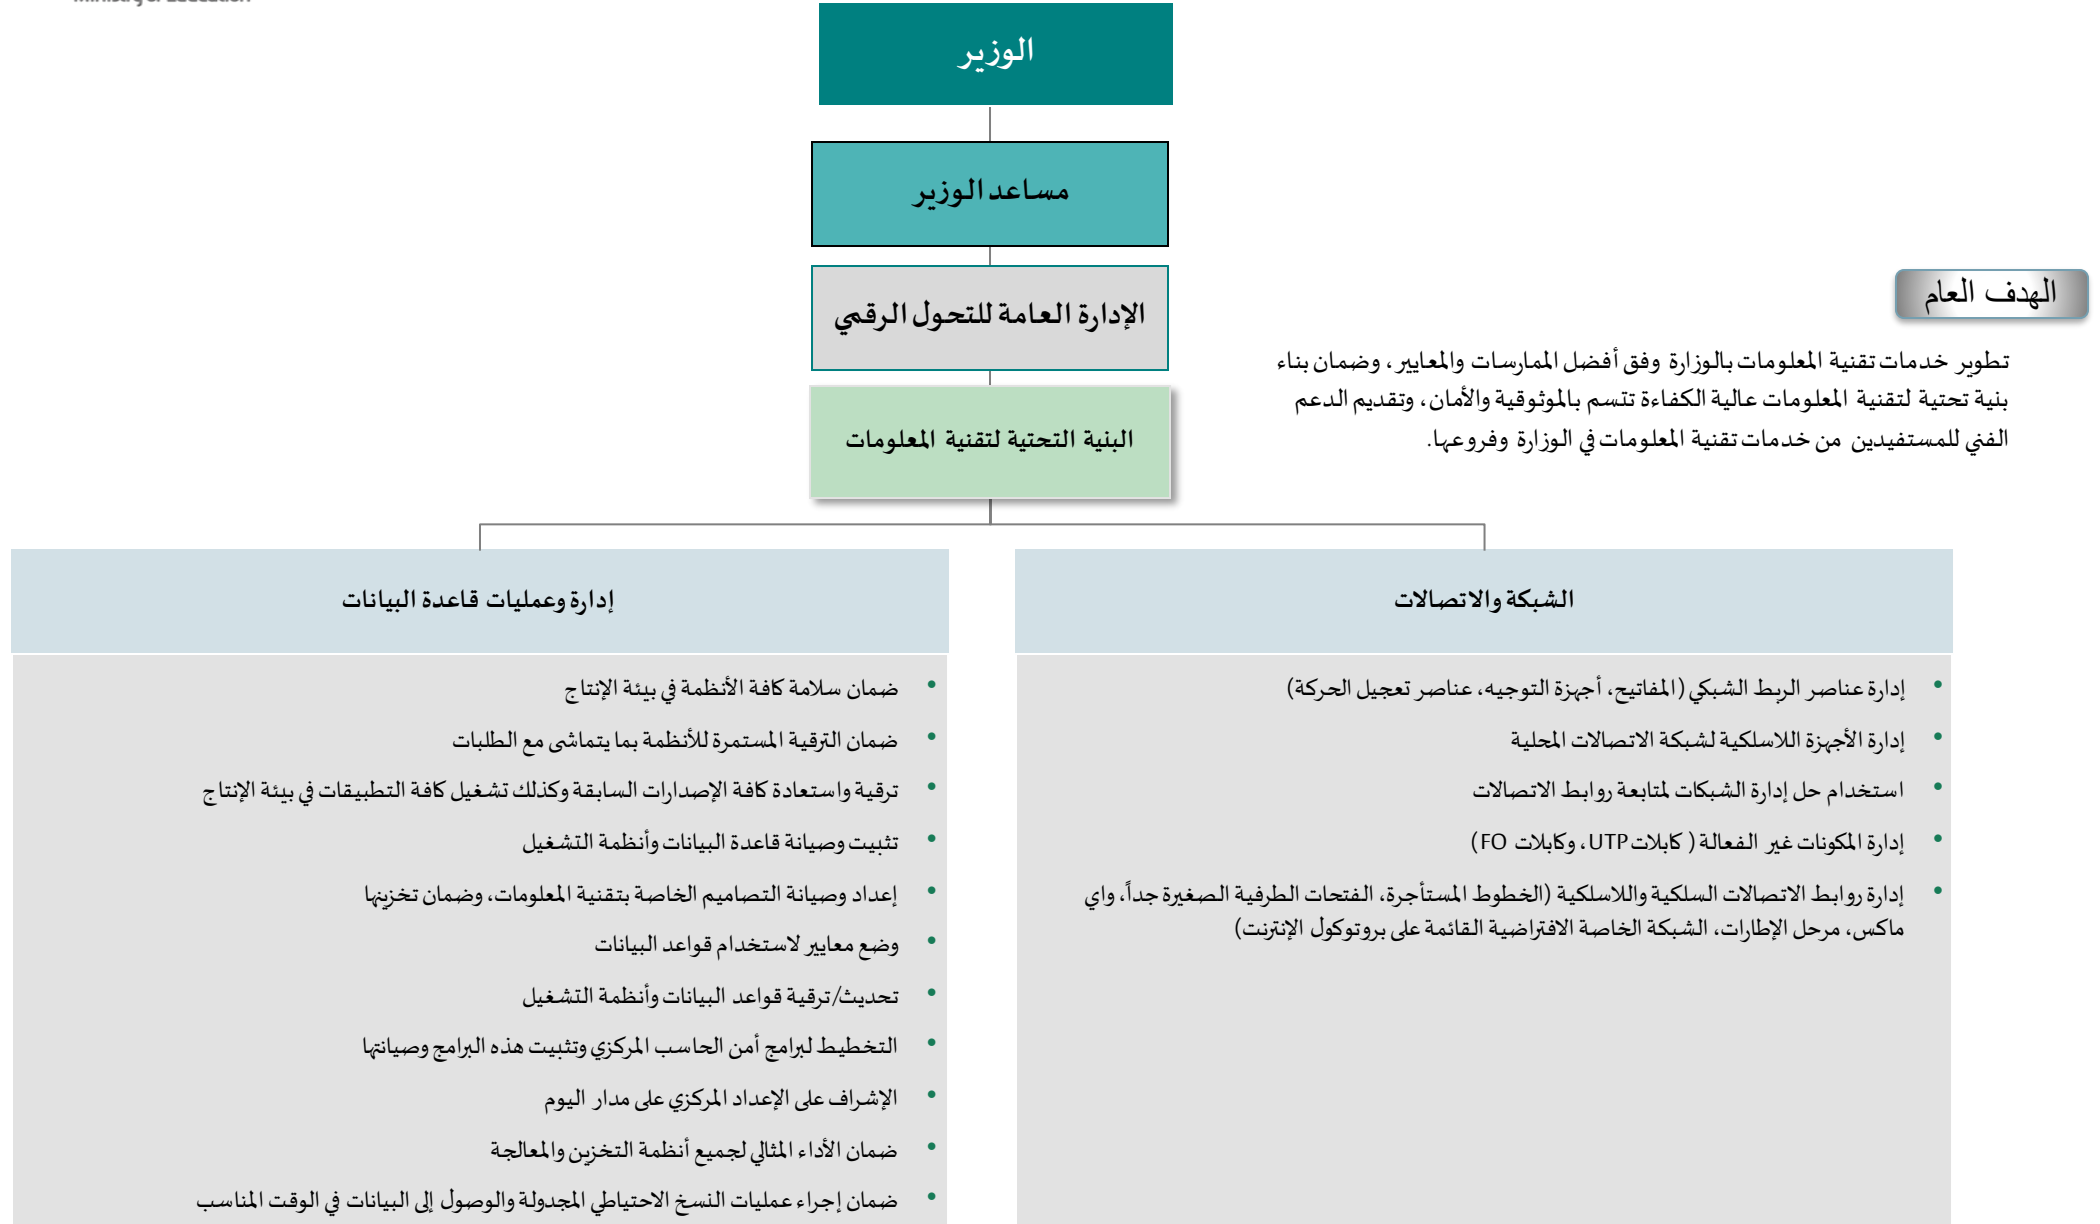 الوزير
مساعد الوزير
الإدارة العامة للتحول الرقمي
البنية التحتية لتقنية المعلومات
الهدف العام
تطوير خدمات تقنية المعلومات بالوزارة وفق أفضل الممارسات والمعايير، وضمان بناء
بنية تحتية لتقنية المعلومات عالية الكفاءة تتسم بالموثوقية والأمان، وتقديم الدعم
الفني للمستفيدين من خدمات تقنية المعلومات في الوزارة وفروعها.
الشبكة والاتصالات
• إدارة عناصر الربط الشبكي (المفاتيح، أجهزة التوجيه، عناصر تعجيل الحركة)
• إدارة الأجهزة اللاسلكية لشبكة الاتصالات المحلية
• استخدام حل إدارة الشبكات لمتابعة روابط الاتصالات
• إدارة المكونات غير الفعالة ( كابلات UTP، وكابلات FO)
• إدارة روابط الاتصالات السلكية واللاسلكية (الخطوط المستأجرة، الفتحات الطرفية الصغيرة جداً، واي
ماكس، مرحل الإطارات، الشبكة الخاصة الافتراضية القائمة على بروتوكول الإنترنت)
إدارة وعمليات قاعدة البيانات
• ضمان سلامة كافة الأنظمة في بيئة الإنتاج
• ضمان الترقية المستمرة للأنظمة بما يتماشى مع الطلبات
• ترقية واستعادة كافة الإصدارات السابقة وكذلك تشغيل كافة التطبيقات في بيئة الإنتاج
• تثبيت وصيانة قاعدة البيانات وأنظمة التشغيل
• إعداد وصيانة التصاميم الخاصة بتقنية المعلومات، وضمان تخزينها
• وضع معايير لاستخدام قواعد البيانات
• تحديث/ترقية قواعد البيانات وأنظمة التشغيل
• التخطيط لبرامج أمن الحاسب المركزي وتثبيت هذه البرامج وصيانتها
• الإشراف على الإعداد المركزي على مدار اليوم
• ضمان الأداء المثالي لجميع أنظمة التخزين والمعالجة
• ضمان إجراء عمليات النسخ الاحتياطي المجدولة والوصول إلى البيانات في الوقت المناسب